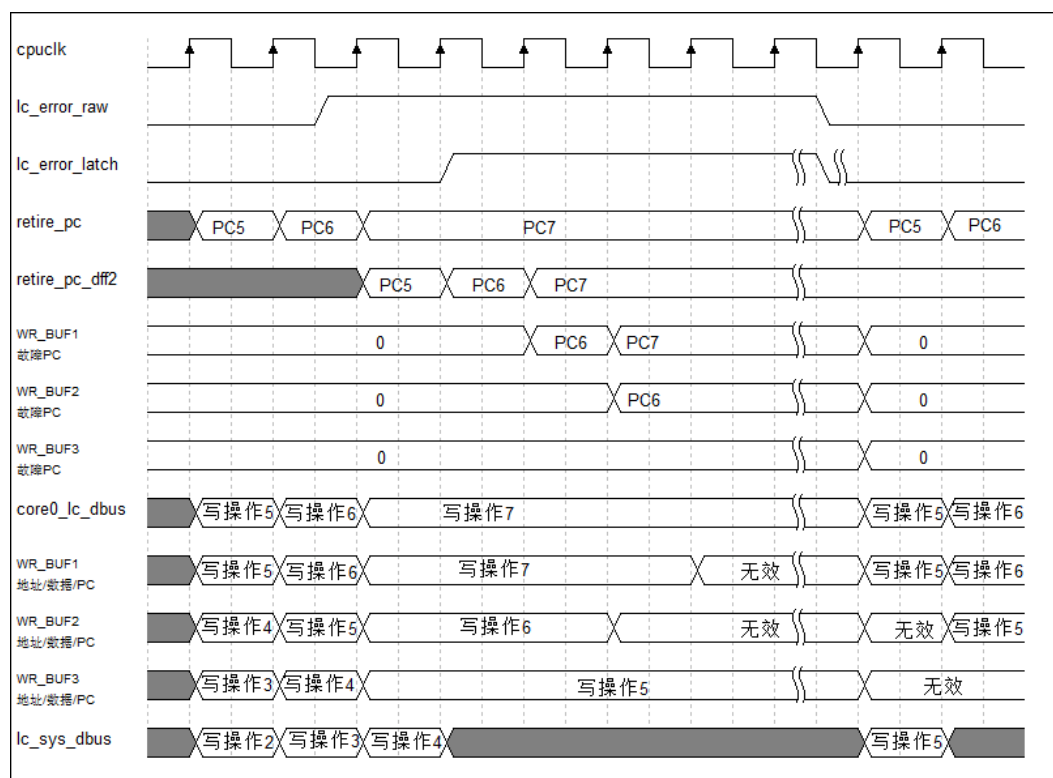 cpuclk
lc_error_raw
lc_error_latch
retire_pc PC5 PC6 PC7 PC5 PC6
retire_pc_dff2 PC5 PC6 PC7
WR_BUF1 0 PC6 PC7 0
故障PC
WR_BUF2 0 PC6 0
故障PC
WR_BUF3 0 0
故障PC
core0_lc_dbus 写操作5 写操作6 写操作7 写操作5 写操作6
WR_BUF1 写操作5 写操作6 写操作7 无效 写操作5 写操作6
地址/数据/PC
WR_BUF2 写操作4 写操作5 写操作6 无效 无效 写操作5
地址/数据/PC
WR_BUF3 写操作3 写操作4 写操作5 无效
地址/数据/PC
lc_sys_dbus 写操作2 写操作3 写操作4 写操作5